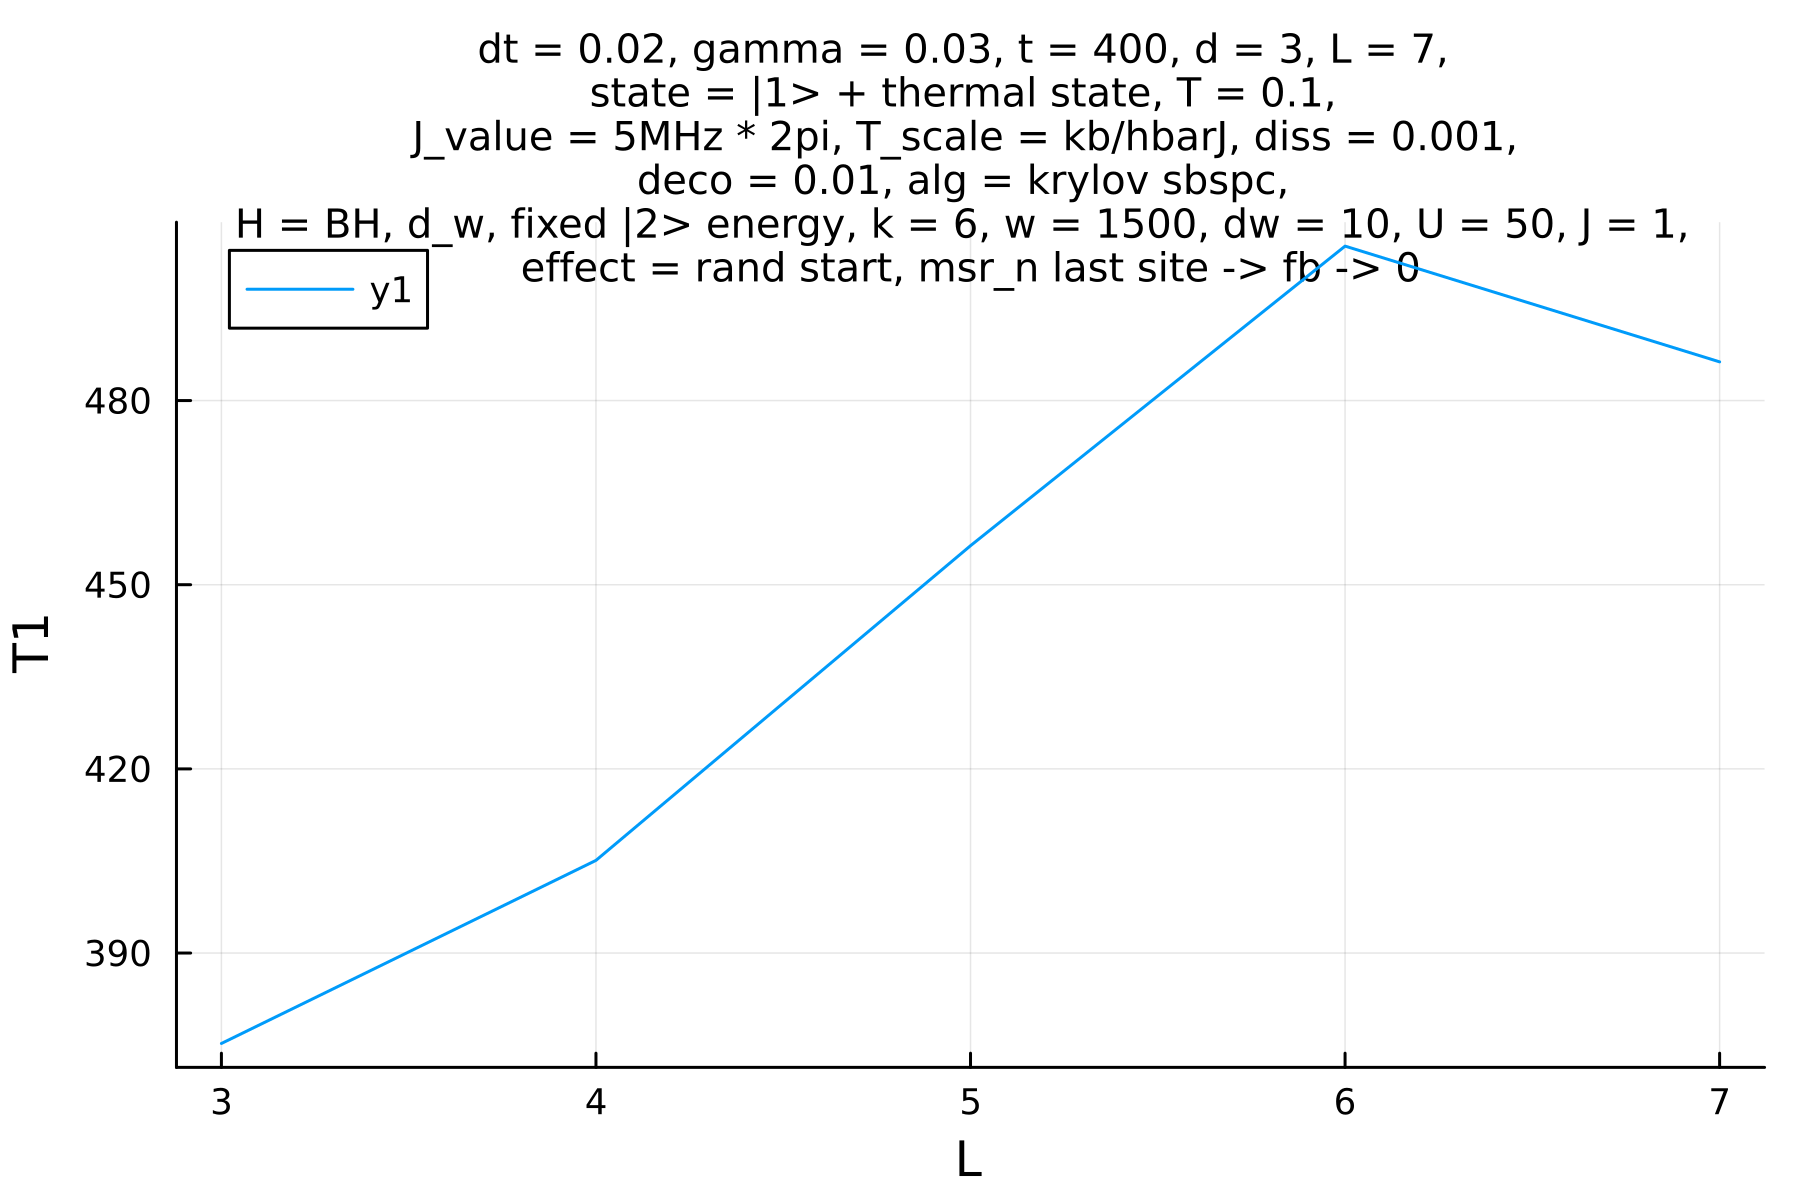 dt = 0.02, gamma = 0.03, t = 400, d = 3, L = 7,
state = |1> + thermal state, T = 0.1,
J_value = 5MHz * 2pi, T_scale = kb/hbarJ, diss = 0.001,
deco = 0.01, alg = krylov sbspc,
H = BH, d_w, fixed |2> energy, k = 6, w = 1500, dw = 10, U = 50, J = 1,
effect = rand start, msr_n last site -> fb -> 0
y1
480
450
420
390
T1
3 4 5 6 7
L